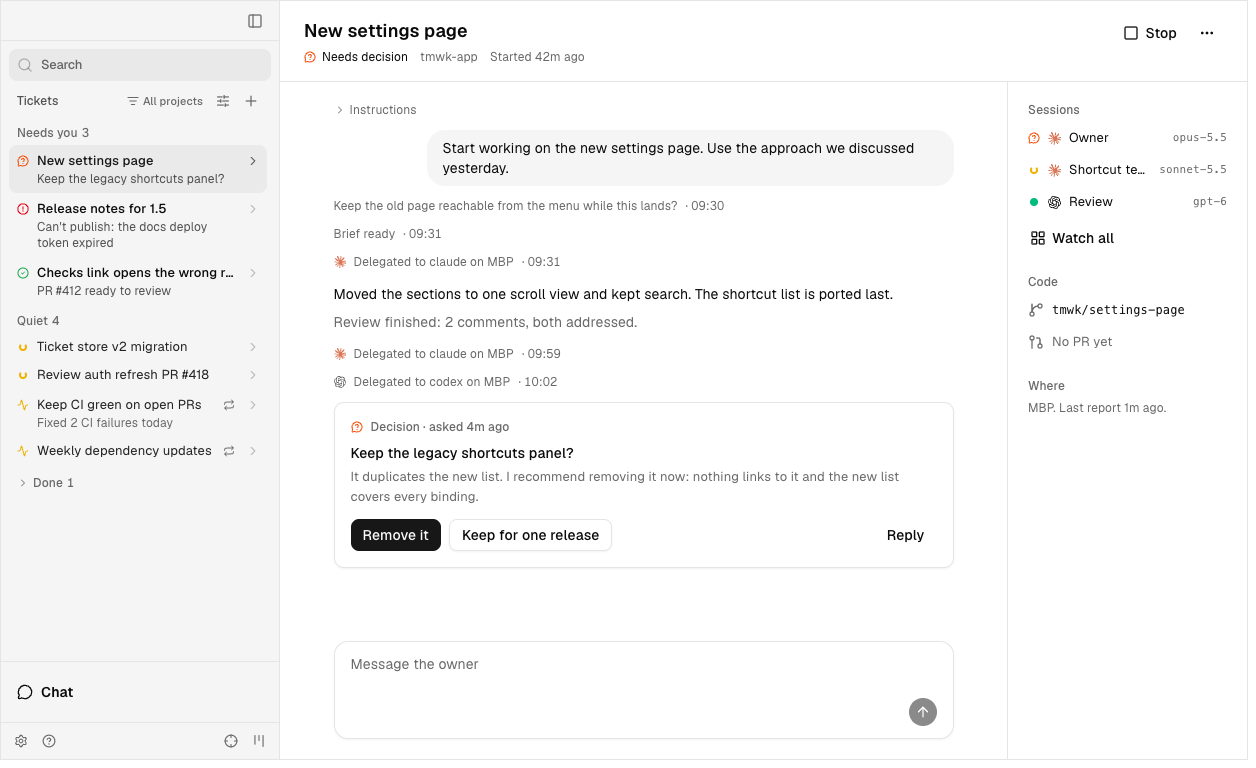 Search
Tickets
All projects
Needs you 3
New settings page
Keep the legacy shortcuts panel?
Release notes for 1.5
Can't publish: the docs deploy
token expired
Checks link opens the wrong r…
PR #412 ready to review
Quiet 4
Ticket store v2 migration
Review auth refresh PR #418
Keep CI green on open PRs
Fixed 2 CI failures today
Weekly dependency updates
Done 1
Chat
New settings page
Needs decision tmwk-app Started 42m ago
Stop
Instructions
Start working on the new settings page. Use the approach we discussed
yesterday.
Keep the old page reachable from the menu while this lands? · 09:30
Brief ready · 09:31
Delegated to claude on MBP · 09:31
Moved the sections to one scroll view and kept search. The shortcut list is ported last.
Review finished: 2 comments, both addressed.
Delegated to claude on MBP · 09:59
Delegated to codex on MBP · 10:02
Decision · asked 4m ago
Keep the legacy shortcuts panel?
It duplicates the new list. I recommend removing it now: nothing links to it and the new list
covers every binding.
Remove it
Keep for one release
Reply
Message the owner
Sessions
Owner opus-5.5
Shortcut te… sonnet-5.5
Review gpt-6
Watch all
Code
tmwk/settings-page
No PR yet
Where
MBP. Last report 1m ago.